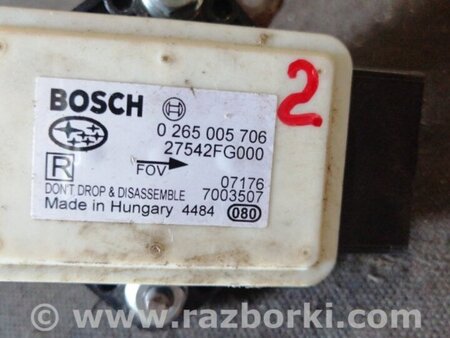 2
BOSCH
0 265 005 706
27542FG000
R
FOV
07176
DON'T DROP & DISASSEMBLE 7003507
Made in Hungary 4484 080
© www.razborki.com